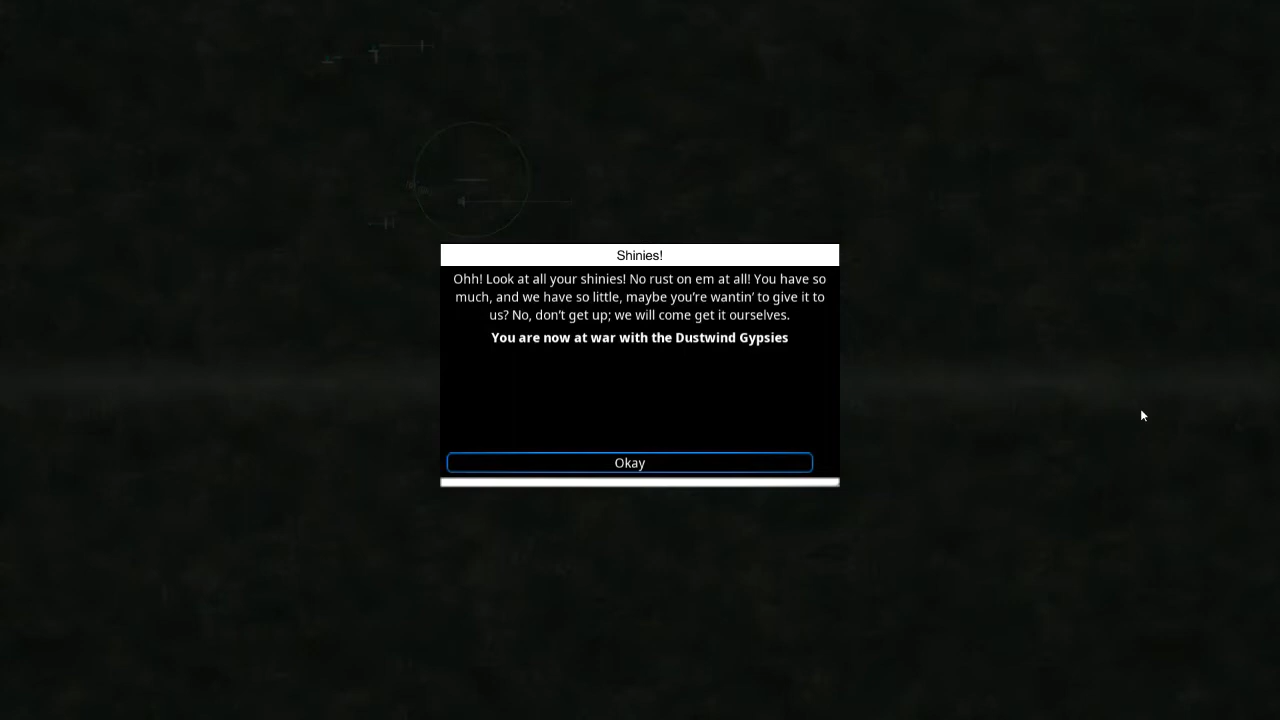 Shinies!
Ohh! Look at all your shinies! No rust on em at all! You have so
much, and we have so little, maybe you’re wantin’ to give it to
us? No, don’t get up; we will come get it ourselves.
You are now at war with the Dustwind Gypsies
Okay